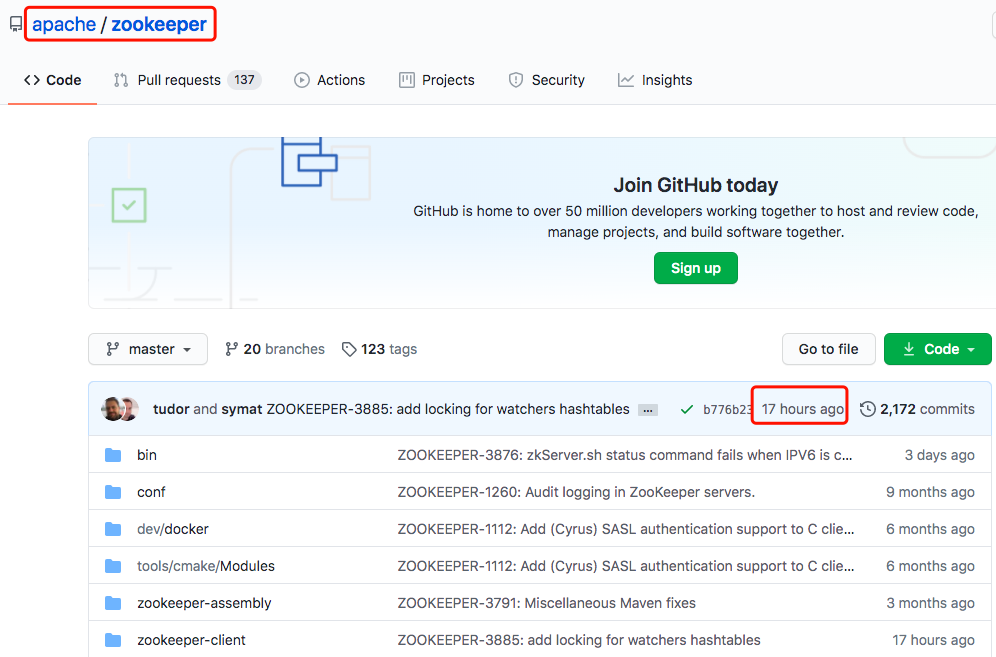 apache / zookeeper
Code Pull requests 137 Actions Projects Security Insights
Join GitHub today
GitHub is home to over 50 million developers working together to host and review code,
manage projects, and build software together.
Sign up
master 20 branches 123 tags Go to file Code
tudor and symat ZOOKEEPER-3885: add locking for watchers hashtables ... b776b23 17 hours ago 2,172 commits
bin ZOOKEEPER-3876: zkServer.sh status command fails when IPV6 is c... 3 days ago
conf ZOOKEEPER-1260: Audit logging in ZooKeeper servers. 9 months ago
dev/docker ZOOKEEPER-1112: Add (Cyrus) SASL authentication support to C clie... 6 months ago
tools/cmake/Modules ZOOKEEPER-1112: Add (Cyrus) SASL authentication support to C clie... 6 months ago
zookeeper-assembly ZOOKEEPER-3791: Miscellaneous Maven fixes 3 months ago
zookeeper-client ZOOKEEPER-3885: add locking for watchers hashtables 17 hours ago